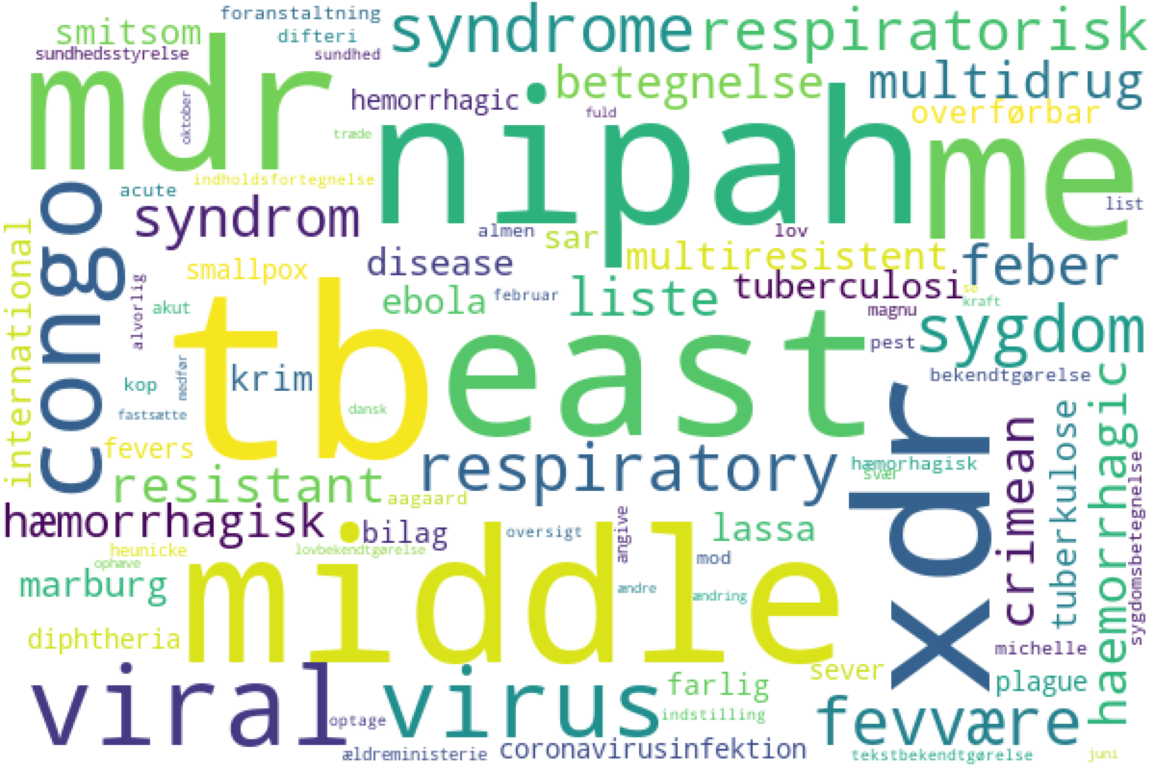 foranstaltning
smitsom
difteri
sundhedsstyrelse
sundhed
syndrome
respiratorisk
mdr
oktober
hemorrhagic
træde
betegnelse
fuld
multidrug
overførbar
nipah
me
indholdsfortegnelse
acute
congo
syndrom
almen
sar
lov
list
international
alvorlig
smallpox
disease
multiresistent
feber
akut
ebola
februar
liste
tuberculosi
se
kraft
magnu
sygdom
pest
tb
east
krim
kop
medfør
fastsætte
dansk
bekendtgørelse
fevers
respiratory
hæmorhagisk
svær
xdr
crimean
tuberkulose
haemorrhagic
sygdomsbetegnelse
resistant
aagaard
hæmorrhagisk
bilag
oversigt
angive
lassa
heunicke
lovbekendtgørelse
ophæve
mod
marburg
middle
ændre
ændring
diphtheria
michelle
sever
plague
viral
virus
farlig
optage
indstilling
fevvære
ældreministerie
coronavirusinfektion
tekstbekendtgørelse
juni